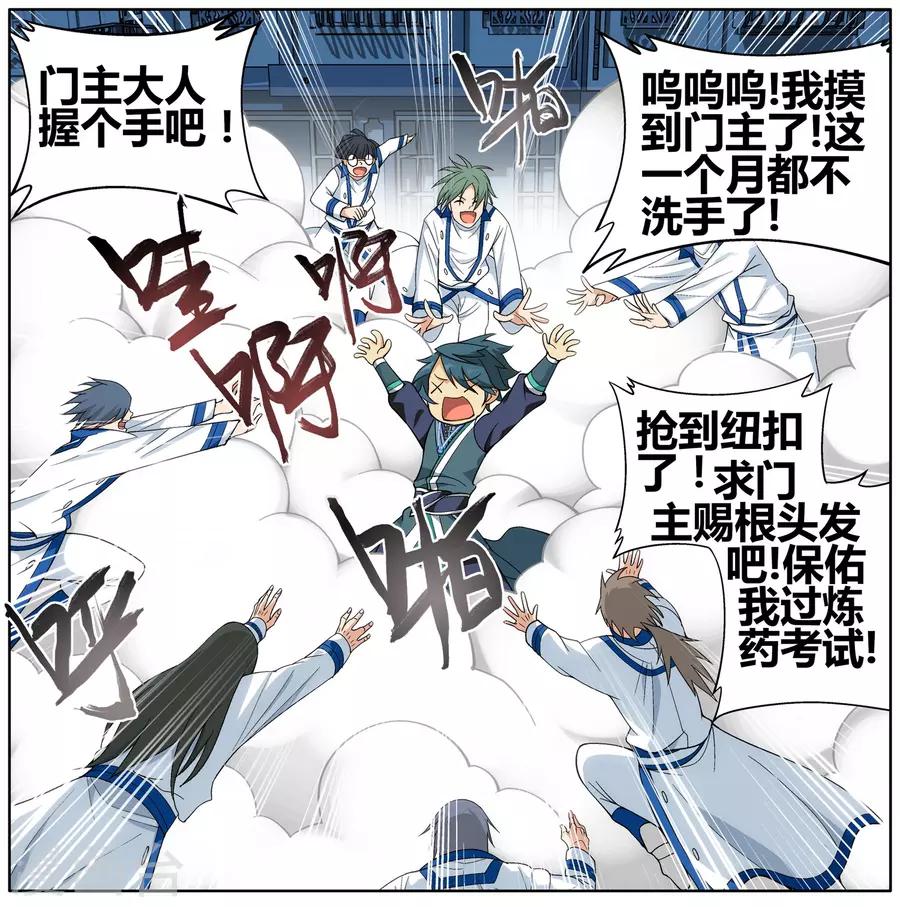 门主大人
握个手吧！
呜呜呜!我摸
到门主了!这
一个月都不
洗手了!
啪
哇
啊
啊
抢到纽扣
了！求门
主赐根头发
吧!保佑
我过炼
药考试!
啪
呼